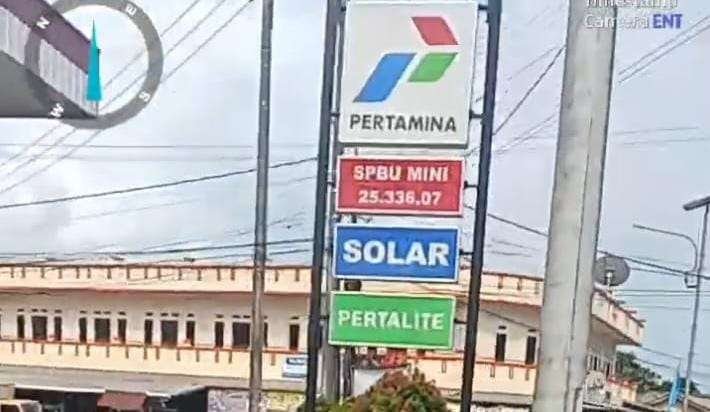 Timestamp
Camera ENT
N
E
S
W
PERTAMINA
SPBU MINI
25.336.07
SOLAR
PERTALITE